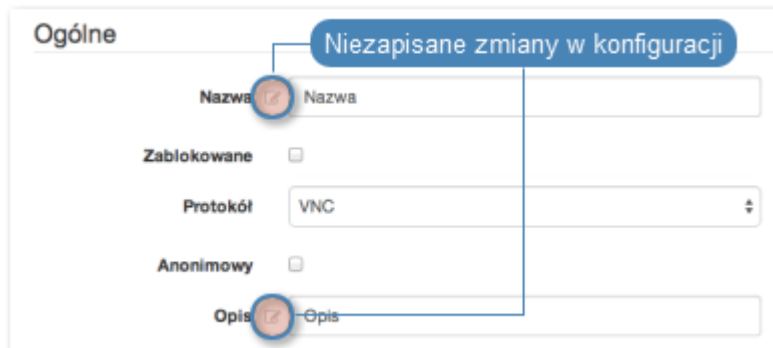 Ogólne
Niezapisane zmiany w konfiguracji
Nazwa Nazwa
Zablokowane
Protokół VNC
Anonimowy
Opis Opis